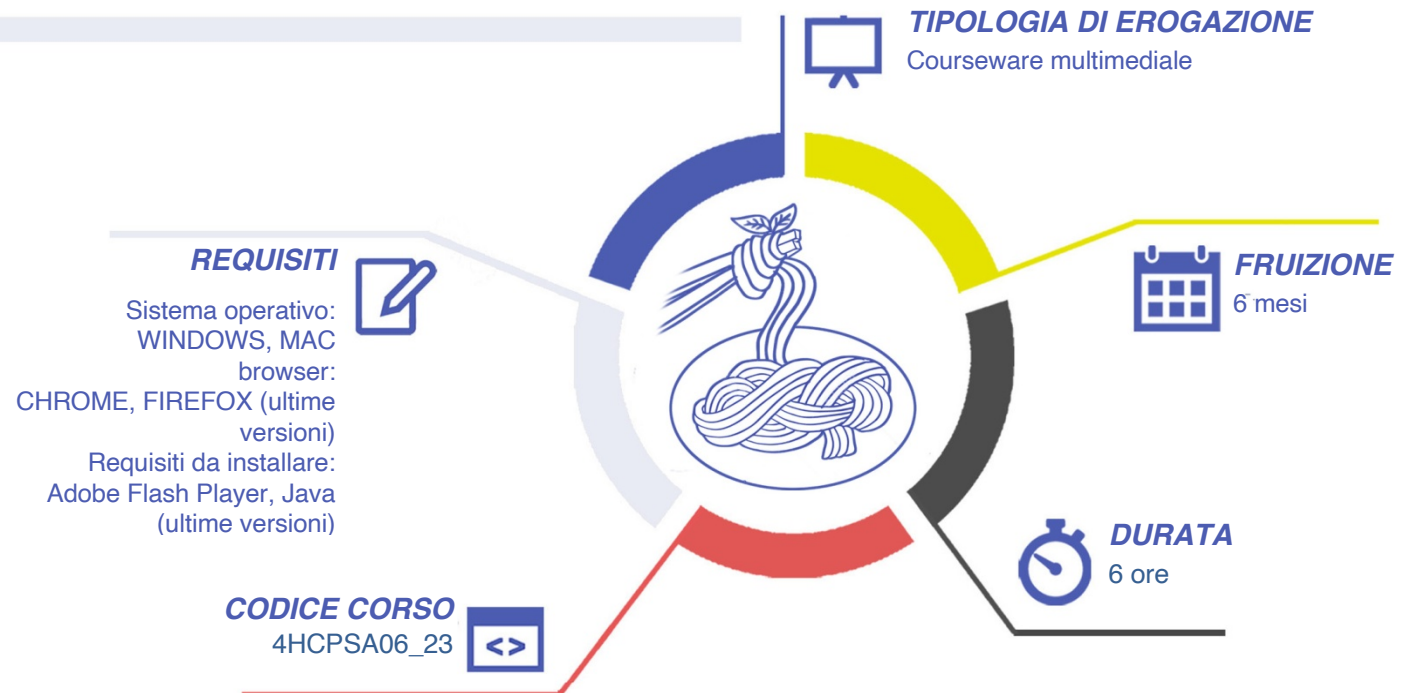 TIPOLOGIA DI EROGAZIONE
Courseware multimediale
REQUISITI
Sistema operativo:
WINDOWS, MAC
browser:
CHROME, FIREFOX (ultime
versioni)
Requisiti da installare:
Adobe Flash Player, Java
(ultime versioni)
FRUIZIONE
6 mesi
DURATA
6 ore
CODICE CORSO
4HCPSA06_23